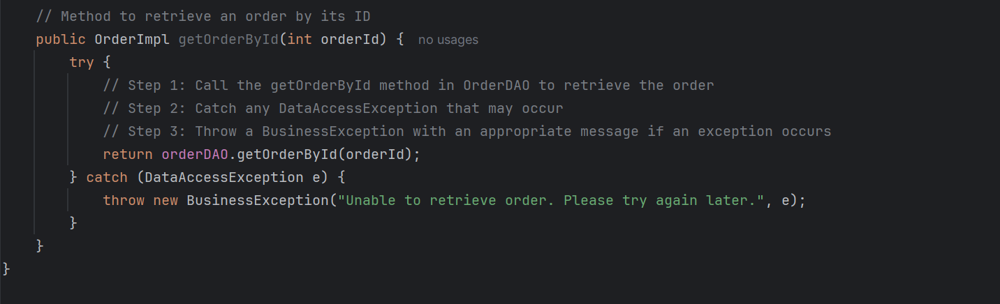 // Method to retrieve an order by its ID
public OrderImpl getOrderById(int orderId) {  no usages
try {
// Step 1: Call the getOrderById method in OrderDAO to retrieve the order
// Step 2: Catch any DataAccessException that may occur
// Step 3: Throw a BusinessException with an appropriate message if an exception occurs
return orderDAO.getOrderById(orderId);
} catch (DataAccessException e) {
throw new BusinessException("Unable to retrieve order. Please try again later.", e);
}
}
}